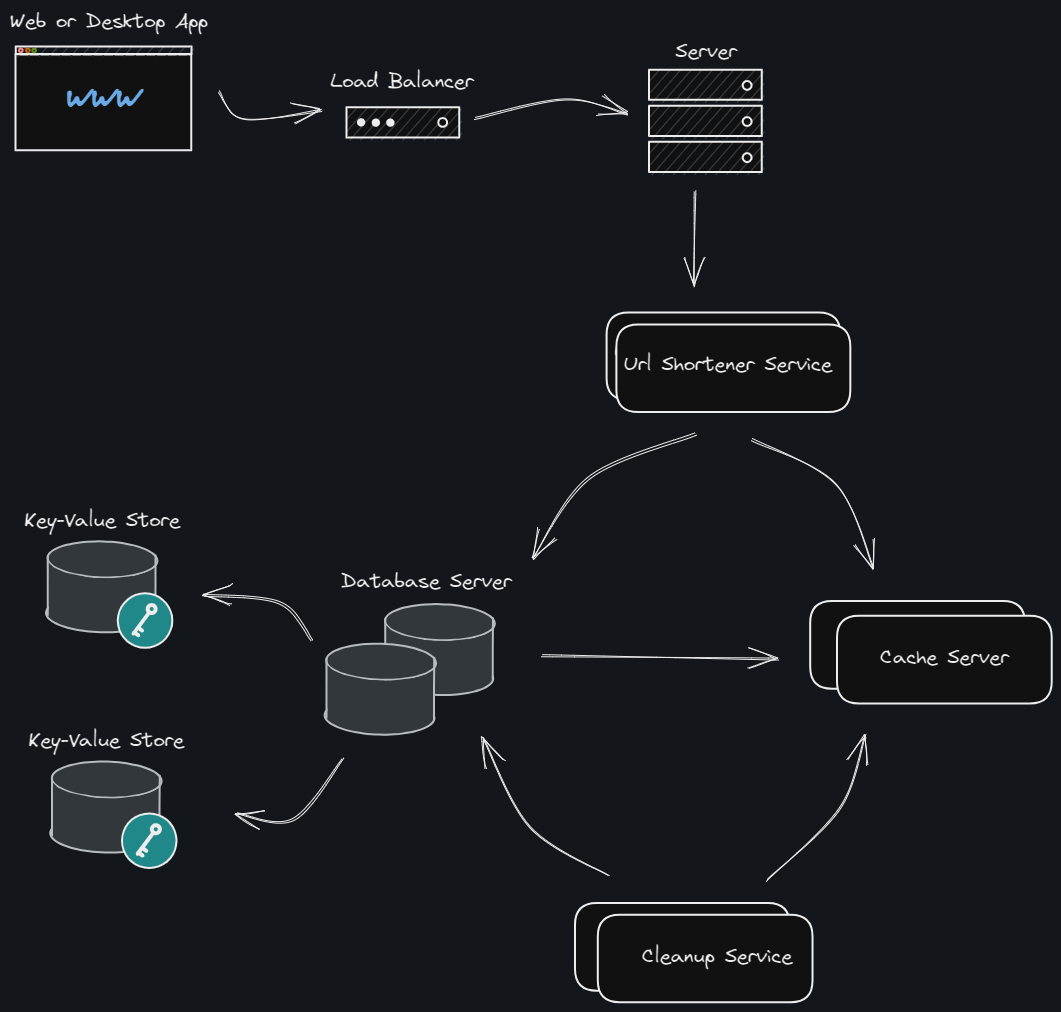 Web or Desktop App
www
Load Balancer
Server
Url Shortener Service
Key-Value Store
Database Server
Cache Server
Key-Value Store
Cleanup Service